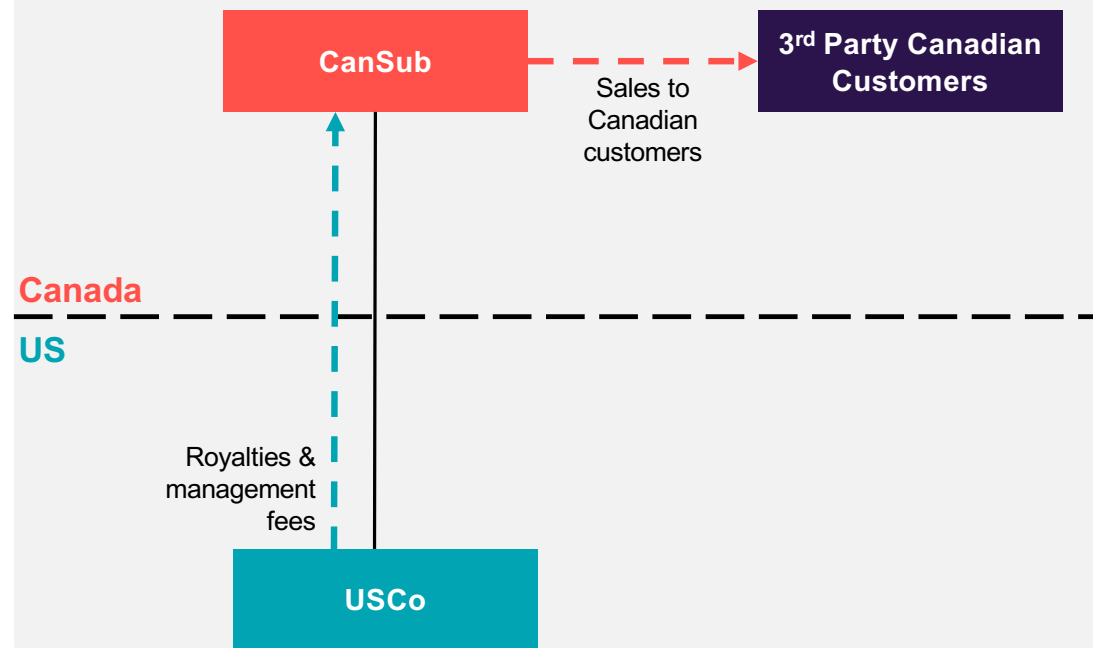 CanSub
3rd Party Canadian
Customers
Sales to
Canadian
customers
Canada
US
Royalties &
management
fees
USCo